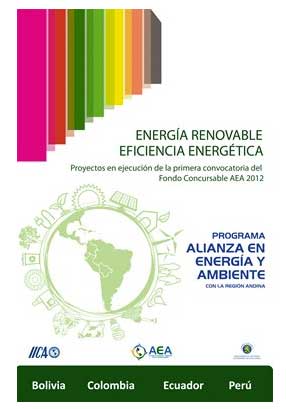 ENERGÍA RENOVABLE
EFICIENCIA ENERGÉTICA
Proyectos en ejecución de la primera convocatoria del
Fondo Concursable AEA 2012
PROGRAMA
ALIANZA EN
ENERGÍA Y
AMBIENTE
CON LA REGIÓN ANDINA
IICA
AEA
Bolivia Colombia Ecuador Perú